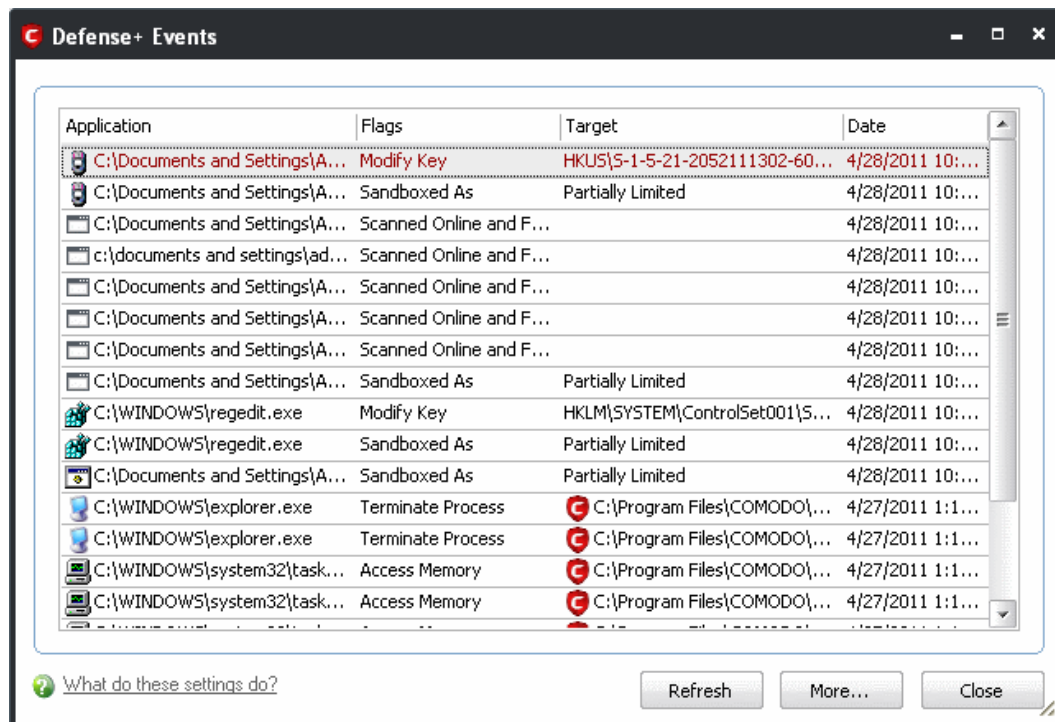 Defense+ Events
Application Flags Target Date
C:\Documents and Settings\A... Modify Key HKUS\S-1-5-21-2052111302-60... 4/28/2011 10:...
C:\Documents and Settings\A... Sandboxed As Partially Limited 4/28/2011 10:...
C:\Documents and Settings\A... Scanned Online and F... 4/28/2011 10:...
c:\documents and settings\ad... Scanned Online and F... 4/28/2011 10:...
C:\Documents and Settings\A... Scanned Online and F... 4/28/2011 10:...
C:\Documents and Settings\A... Scanned Online and F... 4/28/2011 10:...
C:\Documents and Settings\A... Scanned Online and F... 4/28/2011 10:...
C:\Documents and Settings\A... Sandboxed As Partially Limited 4/28/2011 10:...
C:\WINDOWS\regedit.exe Modify Key HKLM\SYSTEM\ControlSet001\S... 4/28/2011 10:...
C:\WINDOWS\regedit.exe Sandboxed As Partially Limited 4/28/2011 10:...
C:\Documents and Settings\A... Sandboxed As Partially Limited 4/28/2011 10:...
C:\WINDOWS\explorer.exe Terminate Process C:\Program Files\COMODO\... 4/27/2011 1:1...
C:\WINDOWS\explorer.exe Terminate Process C:\Program Files\COMODO\... 4/27/2011 1:1...
C:\WINDOWS\system32\task... Access Memory C:\Program Files\COMODO\... 4/27/2011 1:1...
C:\WINDOWS\system32\task... Access Memory C:\Program Files\COMODO\... 4/27/2011 1:1...
What do these settings do? Refresh More... Close